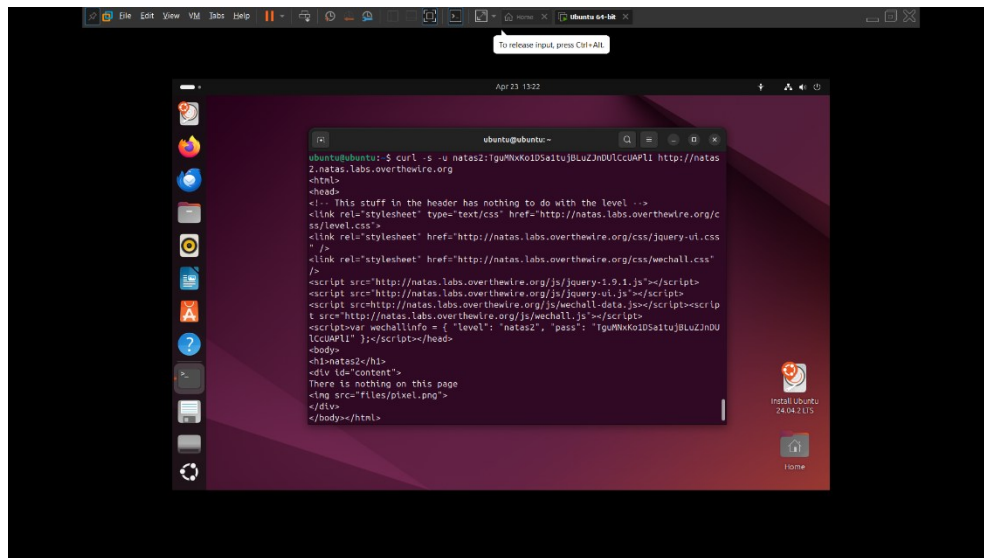 File Edit View VM Tabs Help
Home
Ubuntu 64-bit
To release input, press Ctrl+Alt.
Apr 23 13:22
ubuntu@ubuntu: ~
ubuntu@ubuntu:~$ curl -s -u natas2:TguMNxKo1DSa1tujBLuZJnDUlCcUAPlI http://natas
2.natas.labs.overthewire.org
<html>
<head>
<!-- This stuff in the header has nothing to do with the level -->
<link rel="stylesheet" type="text/css" href="http://natas.labs.overthewire.org/c
ss/level.css">
<link rel="stylesheet" href="http://natas.labs.overthewire.org/css/jquery-ui.css
" />
<link rel="stylesheet" href="http://natas.labs.overthewire.org/css/wechall.css"
/>
<script src="http://natas.labs.overthewire.org/js/jquery-1.9.1.js"></script>
<script src="http://natas.labs.overthewire.org/js/jquery-ui.js"></script>
<script src=http://natas.labs.overthewire.org/js/wechall-data.js></script><scrip
t src="http://natas.labs.overthewire.org/js/wechall.js"></script>
<script>var wechallinfo = { "level": "natas2", "pass": "TguMNxKo1DSa1tujBLuZJnDU
lCcUAPlI" };</script></head>
<body>
<h1>natas2</h1>
<div id="content">
There is nothing on this page
<img src="files/pixel.png">
</div>
</body></html>
Install Ubuntu
24.04.2 LTS
Home